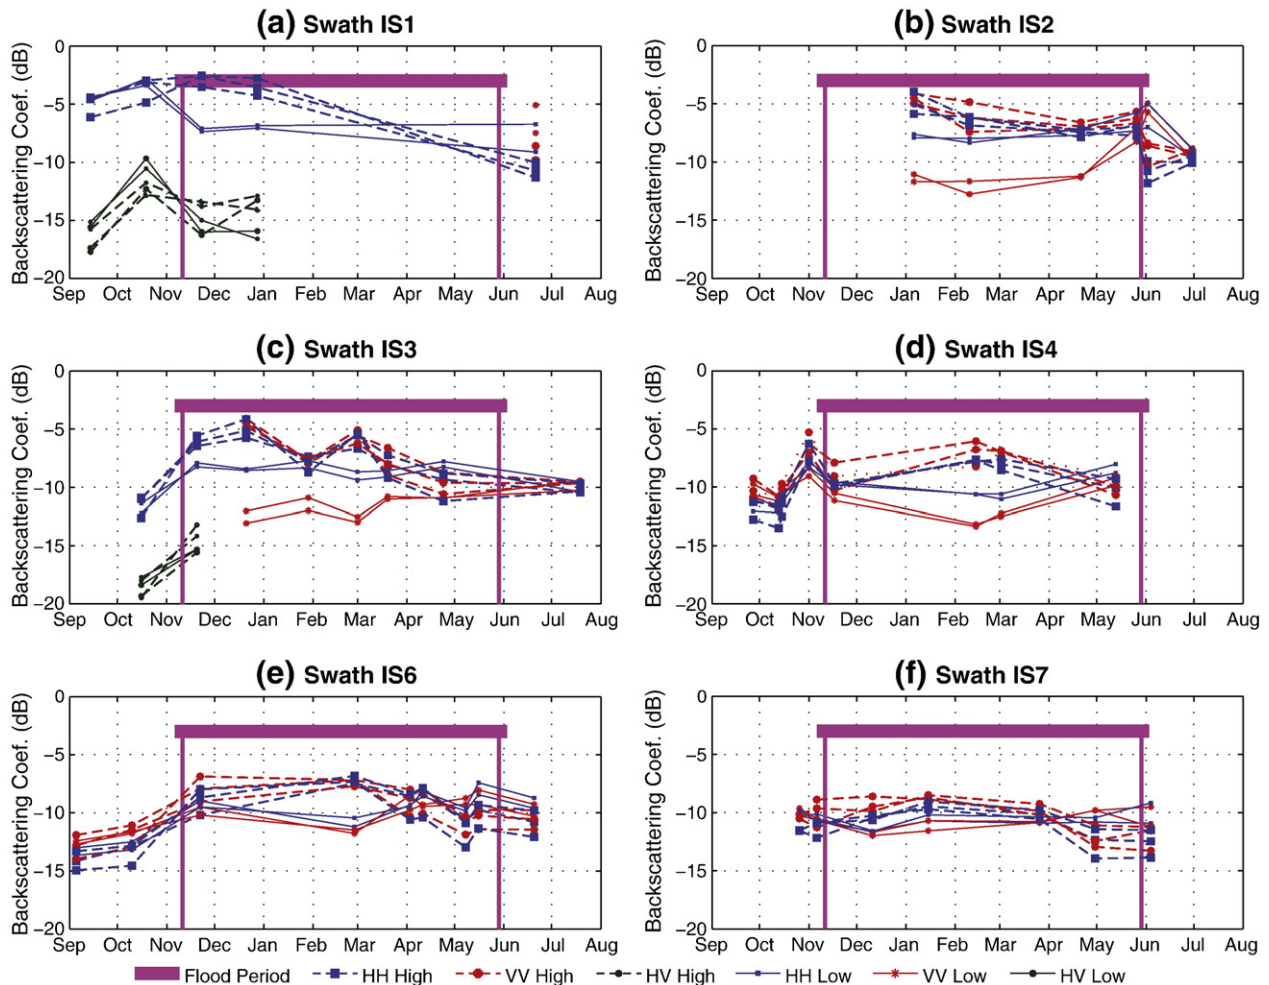 (a) Swath IS1
Backscattering Coef. (dB)
0
−5
−10
−15
−20
Sep Oct Nov Dec Jan Feb Mar Apr May Jun Jul Aug
(b) Swath IS2
Backscattering Coef. (dB)
0
−5
−10
−15
−20
Sep Oct Nov Dec Jan Feb Mar Apr May Jun Jul Aug
(c) Swath IS3
Backscattering Coef. (dB)
0
−5
−10
−15
−20
Sep Oct Nov Dec Jan Feb Mar Apr May Jun Jul Aug
(d) Swath IS4
Backscattering Coef. (dB)
0
−5
−10
−15
−20
Sep Oct Nov Dec Jan Feb Mar Apr May Jun Jul Aug
(e) Swath IS6
Backscattering Coef. (dB)
0
−5
−10
−15
−20
Sep Oct Nov Dec Jan Feb Mar Apr May Jun Jul Aug
(f) Swath IS7
Backscattering Coef. (dB)
0
−5
−10
−15
−20
Sep Oct Nov Dec Jan Feb Mar Apr May Jun Jul Aug
Flood Period HH High VV High HV High HH Low VV Low HV Low